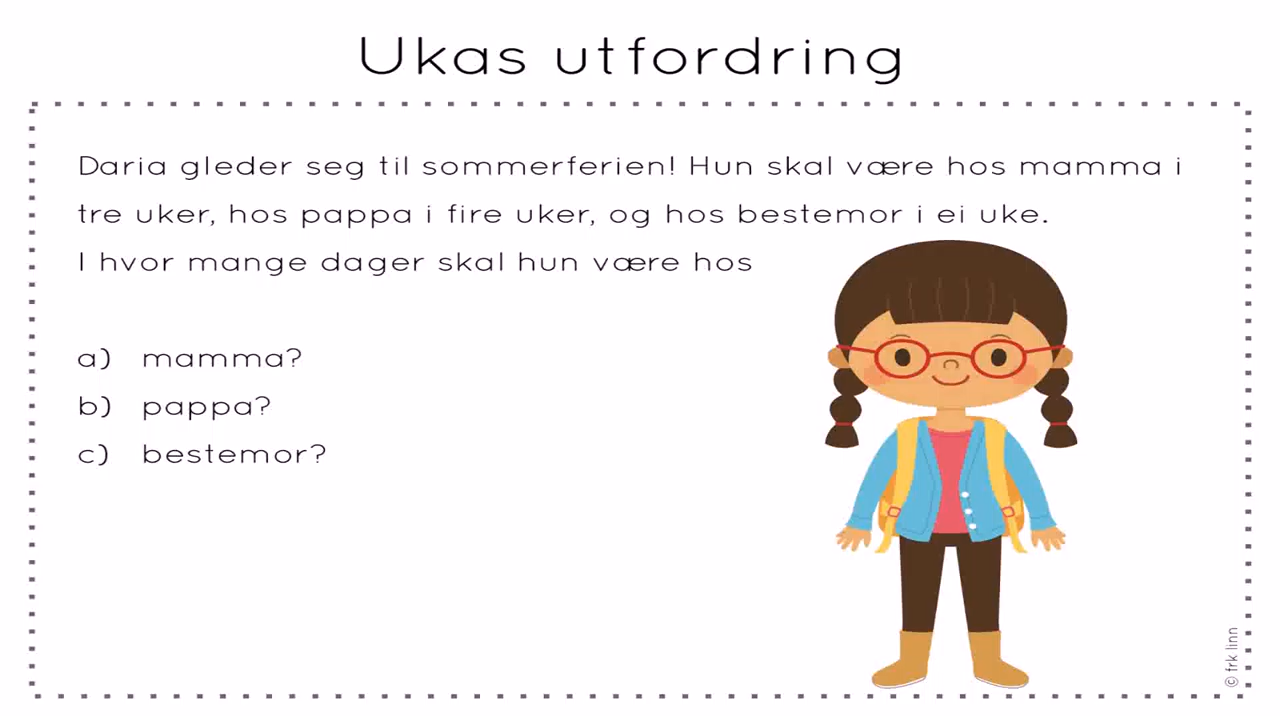 Ukas utfordring
Daria gleder seg til sommerferien! Hun skal være hos mamma i
tre uker, hos pappa i fire uker, og hos bestemor i ei uke.
I hvor mange dager skal hun være hos
a) mamma?
b) pappa?
c) bestemor?
© frk linn